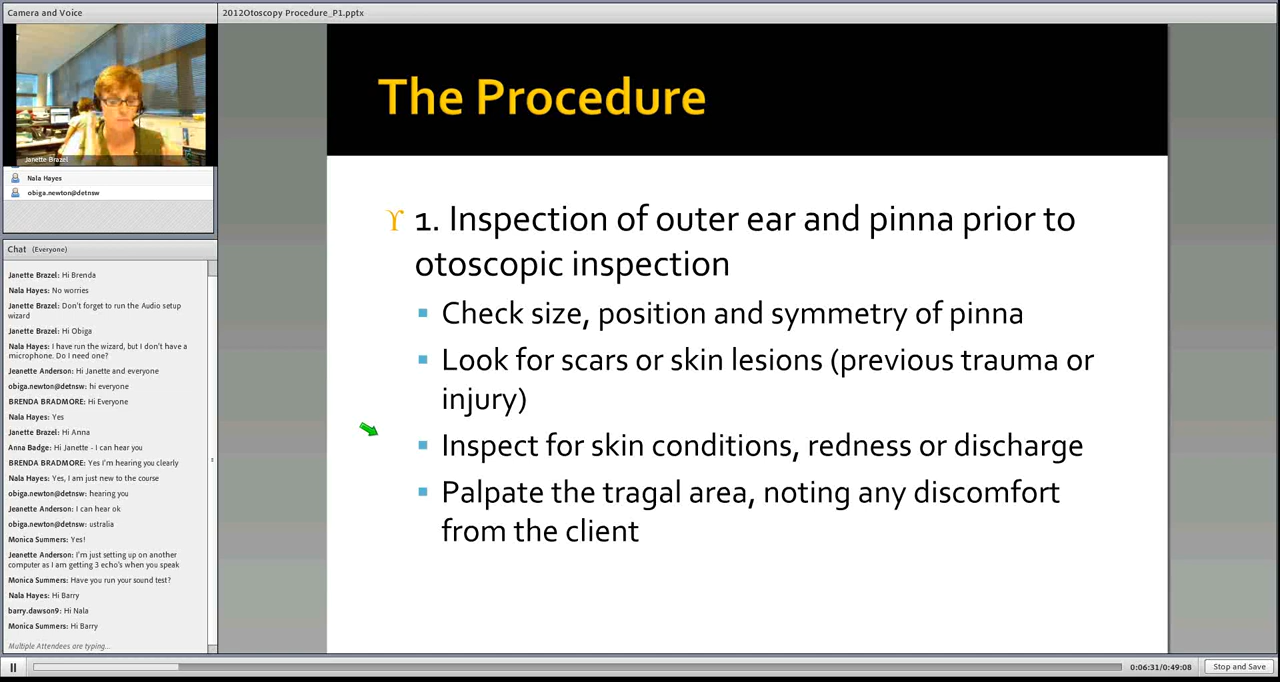 Camera and Voice
2012Otoscopy Procedure_P1.pptx
Janette Brazel
Nala Hayes
obiga.newton@detnsw
Chat (Everyone)
Janette Brazel: Hi Brenda
Nala Hayes: No worries
Janette Brazel: Don't forget to run the Audio setup
wizard
Janette Brazel: Hi Obiga
Nala Hayes: I have run the wizard, but I don't have a
microphone. Do I need one?
Jeanette Anderson: Hi Janette and everyone
obiga.newton@detnsw: hi everyone
BRENDA BRADMORE: Hi Everyone
Nala Hayes: Yes
Janette Brazel: Hi Anna
Anna Badge: Hi Janette - I can hear you
BRENDA BRADMORE: Yes I'm hearing you clearly
Nala Hayes: Yes, I am just new to the course
obiga.newton@detnsw: hearing you
Jeanette Anderson: I can hear ok
obiga.newton@detnsw: ustralia
Monica Summers: Yes!
Jeanette Anderson: I'm just setting up on another
computer as I am getting 3 echo's when you speak
Monica Summers: Have you run your sound test?
Nala Hayes: Hi Barry
barry.dawson9: Hi Nala
Monica Summers: Hi Barry
Multiple Attendees are typing...
The Procedure
1. Inspection of outer ear and pinna prior to
otoscopic inspection
Check size, position and symmetry of pinna
Look for scars or skin lesions (previous trauma or
injury)
Inspect for skin conditions, redness or discharge
Palpate the tragal area, noting any discomfort
from the client
0:06:31/0:49:08
Stop and Save